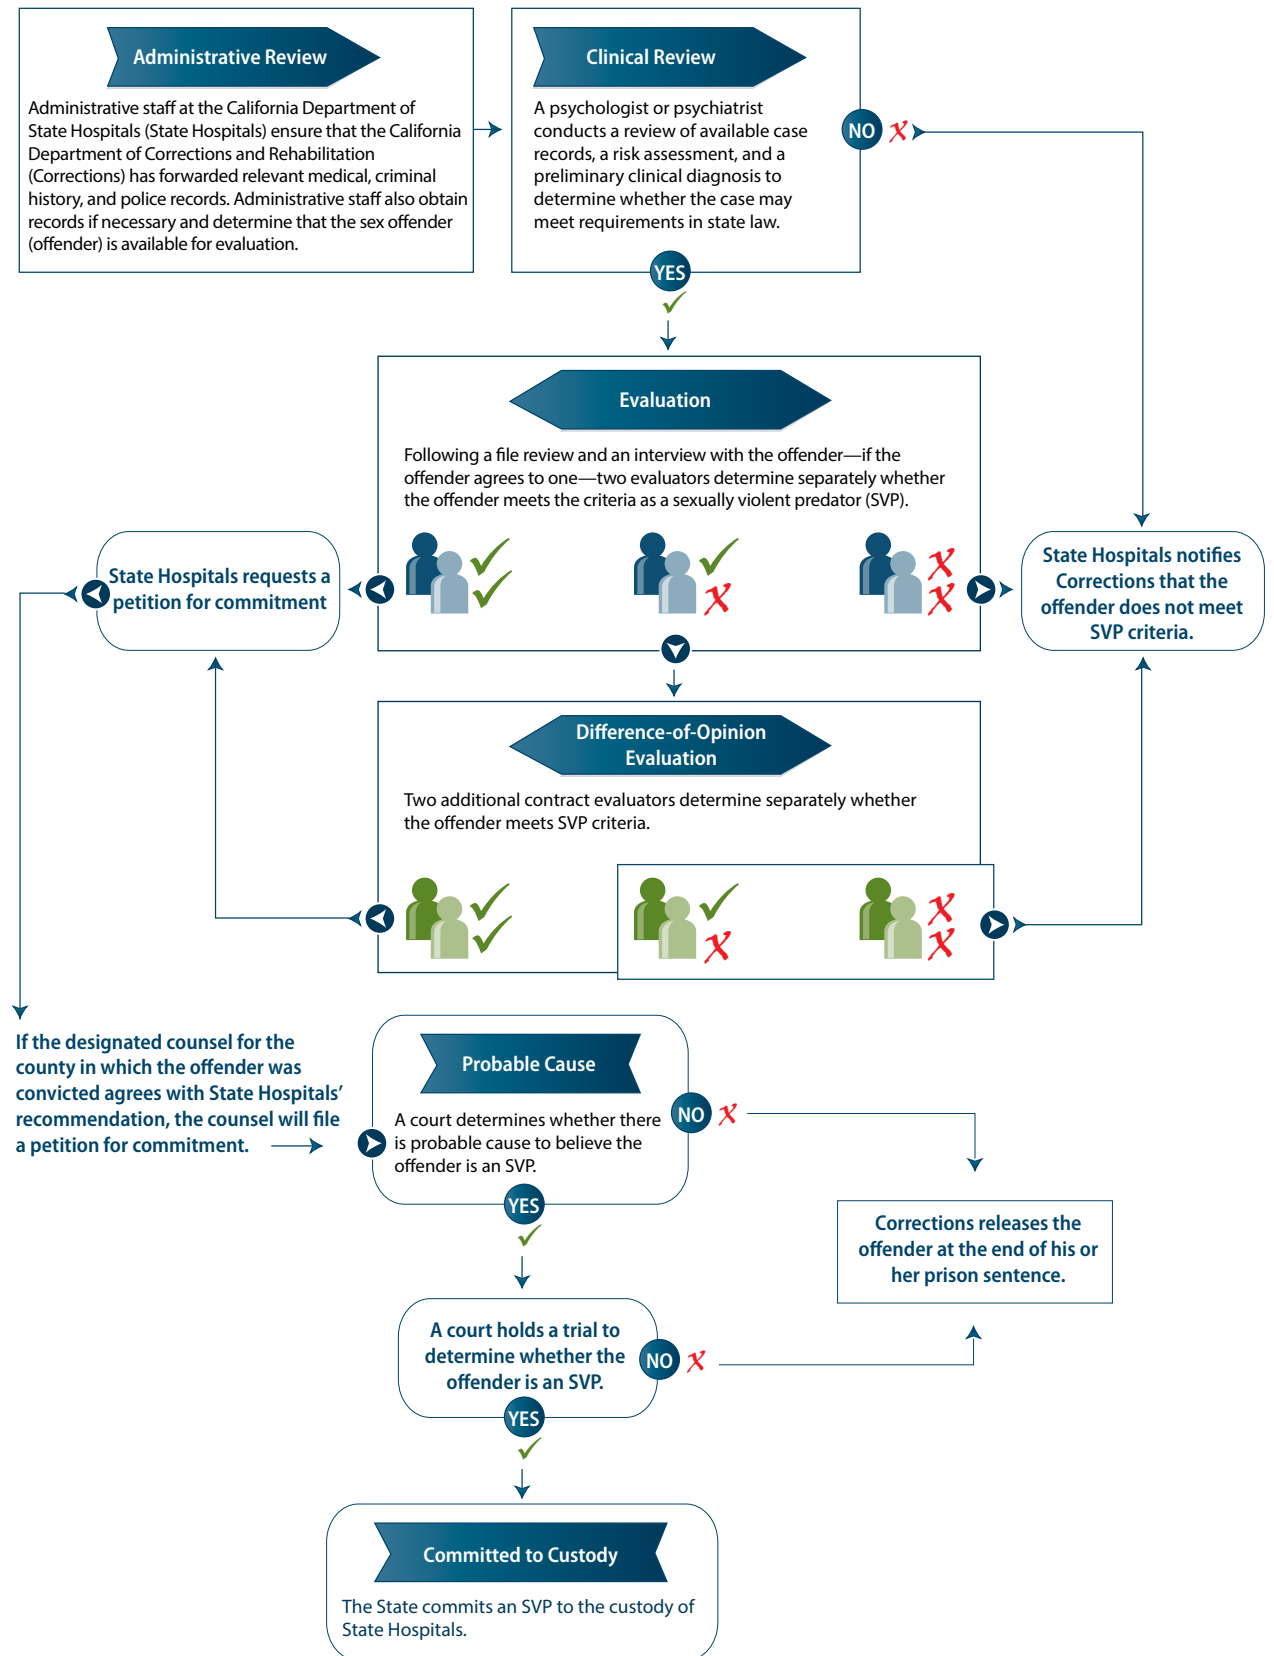 Administrative Review
Administrative staff at the California Department of
State Hospitals (State Hospitals) ensure that the California
Department of Corrections and Rehabilitation
(Corrections) has forwarded relevant medical, criminal
history, and police records. Administrative staff also obtain
records if necessary and determine that the sex offender
(offender) is available for evaluation.
Clinical Review
A psychologist or psychiatrist
conducts a review of available case
records, a risk assessment, and a
preliminary clinical diagnosis to
determine whether the case may
meet requirements in state law.
NO
YES
Evaluation
Following a file review and an interview with the offender—if the
offender agrees to one—two evaluators determine separately whether
the offender meets the criteria as a sexually violent predator (SVP).
State Hospitals requests a
petition for commitment
State Hospitals notifies
Corrections that the
offender does not meet
SVP criteria.
Difference-of-Opinion
Evaluation
Two additional contract evaluators determine separately whether
the offender meets SVP criteria.
If the designated counsel for the
county in which the offender was
convicted agrees with State Hospitals’
recommendation, the counsel will file
a petition for commitment.
Probable Cause
A court determines whether there
is probable cause to believe the
offender is an SVP.
NO
YES
Corrections releases the
offender at the end of his or
her prison sentence.
A court holds a trial to
determine whether the
offender is an SVP.
NO
YES
Committed to Custody
The State commits an SVP to the custody of
State Hospitals.